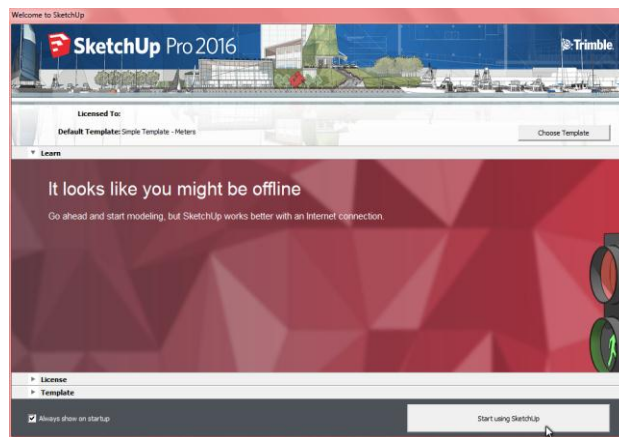 Welcome to SketchUp
SketchUp Pro 2016
Trimble.
Licensed To:
Default Template: Simple Template - Meters
Choose Template
Learn
It looks like you might be offline
Go ahead and start modeling, but SketchUp works better with an Internet connection.
License
Template
Always show on startup
Start using SketchUp